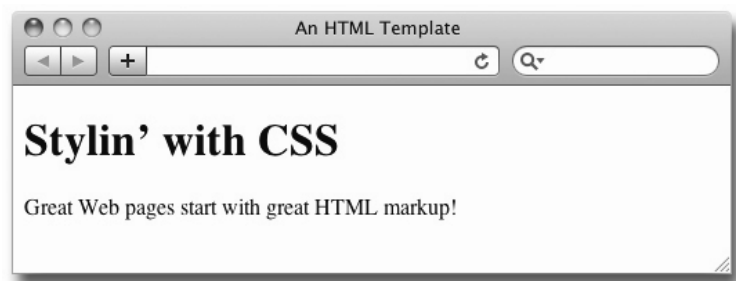 An HTML Template
Stylin’ with CSS
Great Web pages start with great HTML markup!